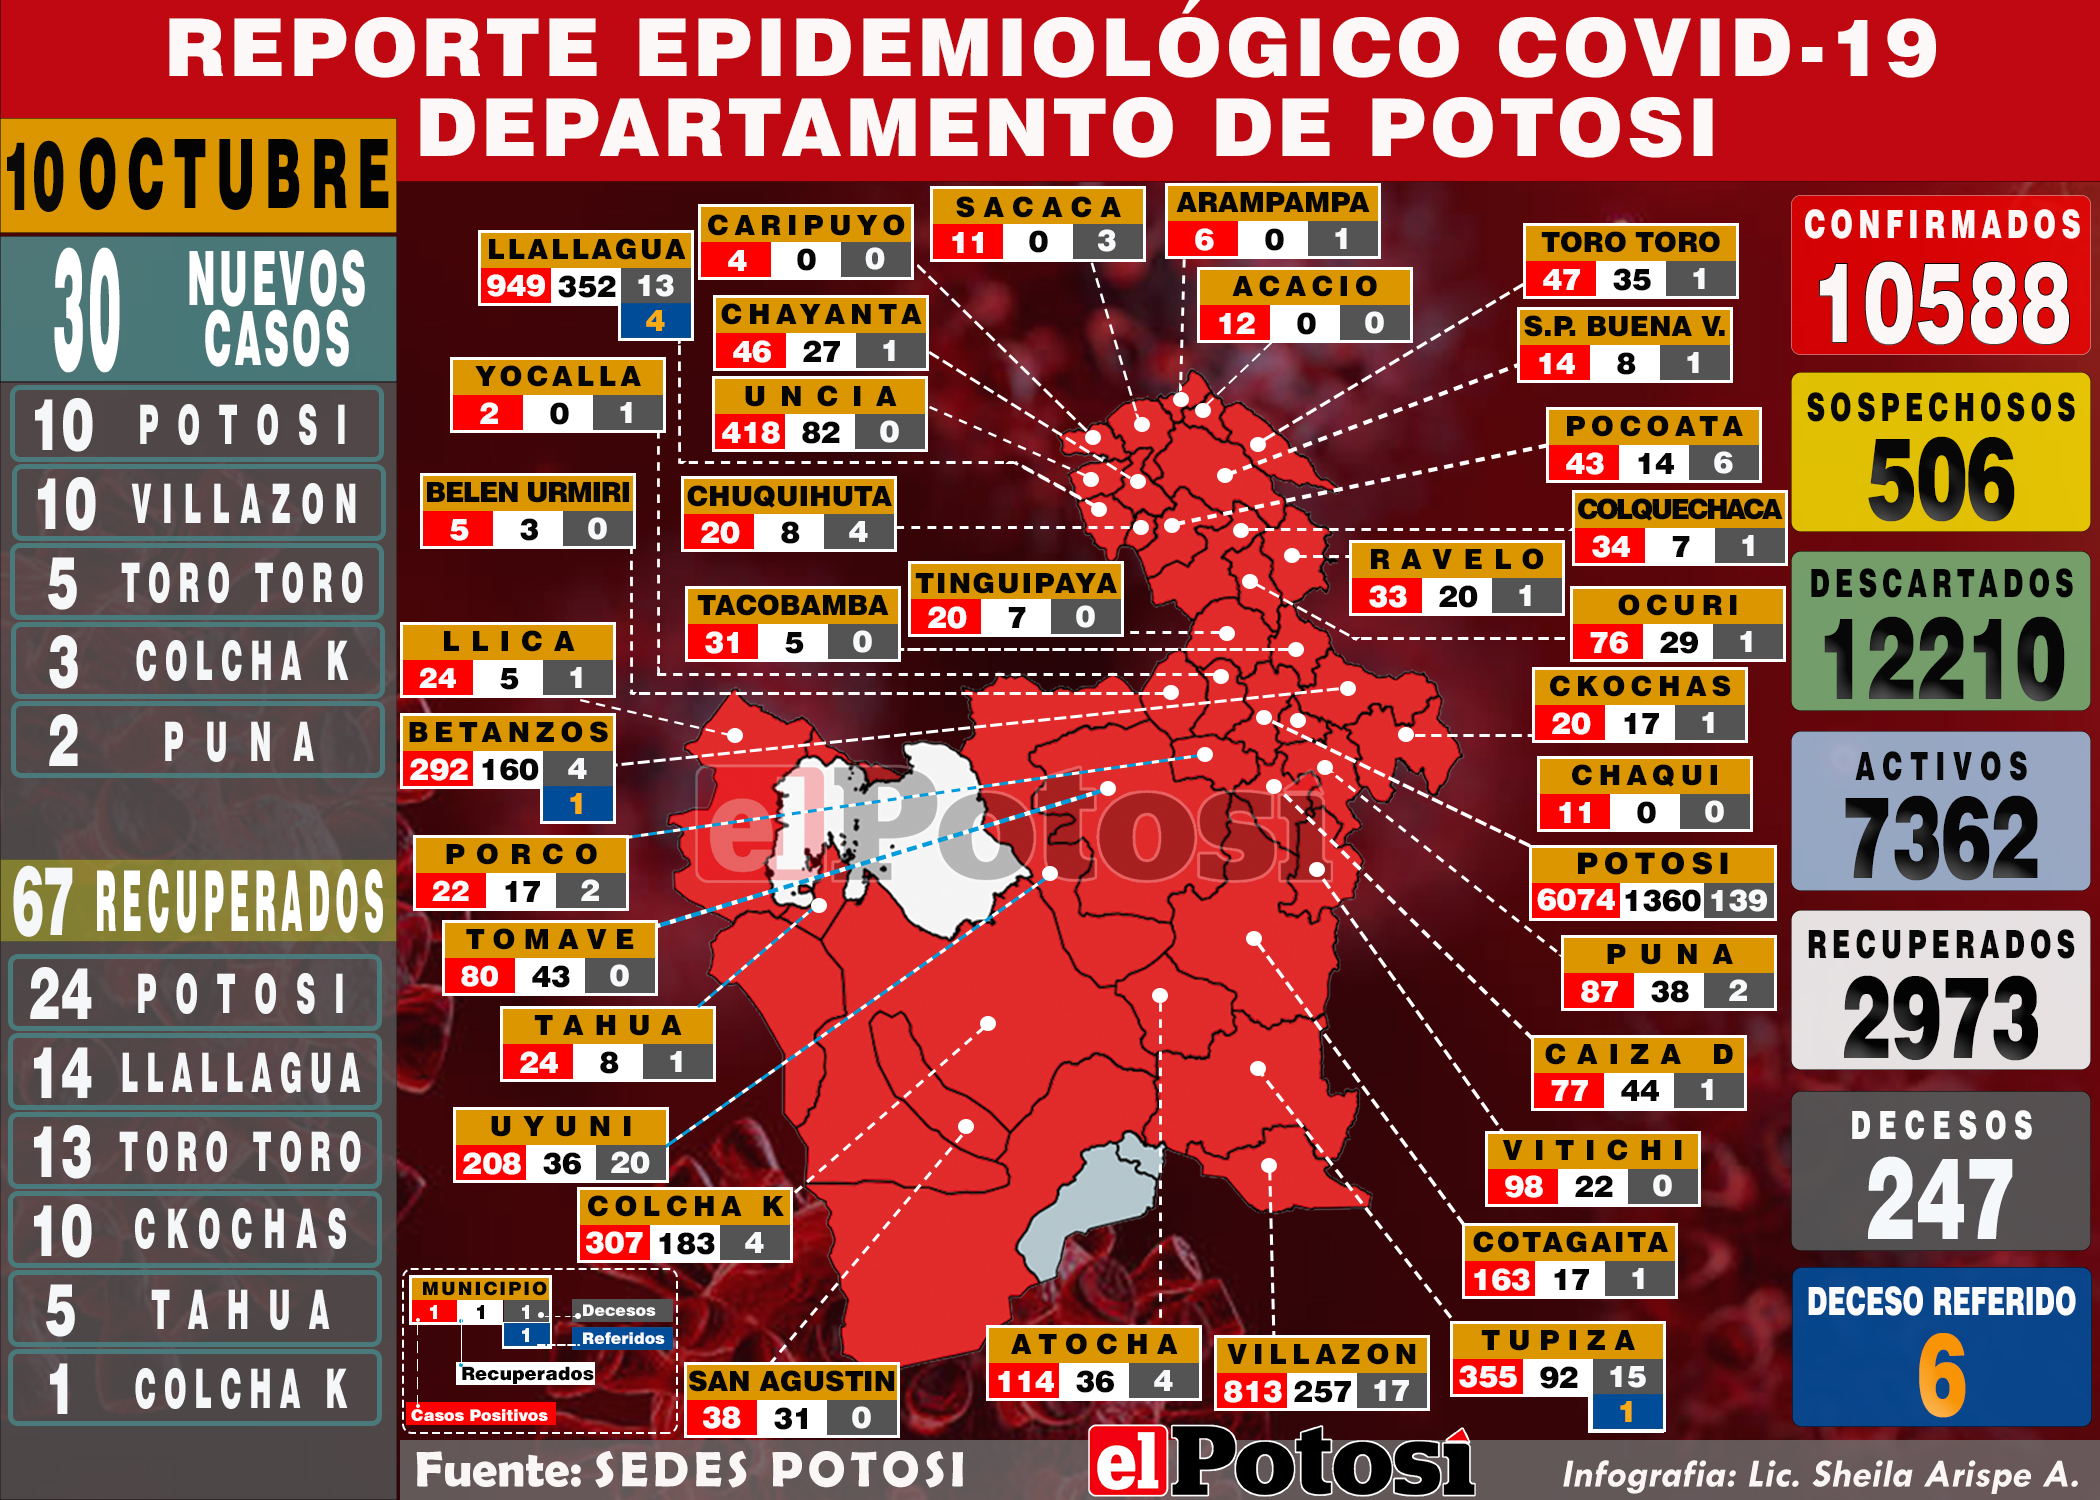 REPORTE EPIDEMIOLÓGICO COVID-19
DEPARTAMENTO DE POTOSI
10 OCTUBRE
30 NUEVOS CASOS
10 POTOSI
10 VILLAZON
5 TORO TORO
3 COLCHA K
2 PUNA
67 RECUPERADOS
24 POTOSI
14 LLALLAGUA
13 TORO TORO
10 CKOCHAS
5 TAHUA
1 COLCHA K
LLALLAGUA
949 352 13
4
CARIPUYO
4 0 0
SACACA
11 0 3
ARAMPAMPA
6 0 1
ACACIO
12 0 0
TORO TORO
47 35 1
S.P. BUENA V.
14 8 1
CHAYANTA
46 27 1
YOCALLA
2 0 1
UNCIA
418 82 0
POCOATA
43 14 6
BELEN URMIRI
5 3 0
CHUQUIHUTA
20 8 4
COLQUECHACA
34 7 1
RAVELO
33 20 1
TINGUIPAYA
20 7 0
TACOBAMBA
31 5 0
OCURI
76 29 1
LLICA
24 5 1
CKOCHAS
20 17 1
BETANZOS
292 160 4
1
CHAQUI
11 0 0
PORCO
22 17 2
POTOSI
6074 1360 139
TOMAVE
80 43 0
PUNA
87 38 2
TAHUA
24 8 1
CAIZA D
77 44 1
UYUNI
208 36 20
VITICHI
98 22 0
COLCHA K
307 183 4
COTAGAITA
163 17 1
SAN AGUSTIN
38 31 0
ATOCHA
114 36 4
VILLAZON
813 257 17
TUPIZA
355 92 15
1
elPotosí
MUNICIPIO
1 1 1
1
Decesos
Referidos
Recuperados
Casos Positivos
CONFIRMADOS
10588
SOSPECHOSOS
506
DESCARTADOS
12210
ACTIVOS
7362
RECUPERADOS
2973
DECESOS
247
DECESO REFERIDO
6
Fuente: SEDES POTOSI
elPotosí
Infografia: Lic. Sheila Arispe A.